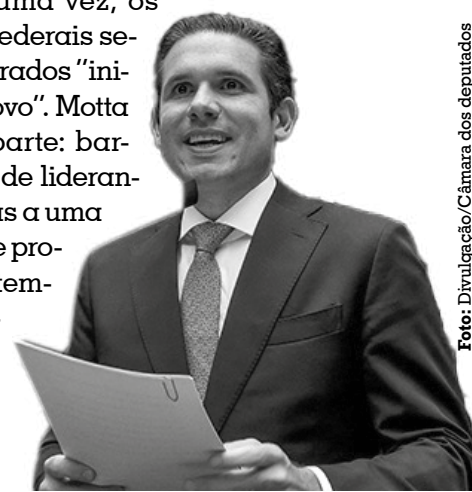 uma vez, os
ederais se-
rados "ini-
ovo". Motta
parte: bar-
de lideran-
as a uma
e pro-
tem-
Foto: Divulgação/Câmara dos deputados